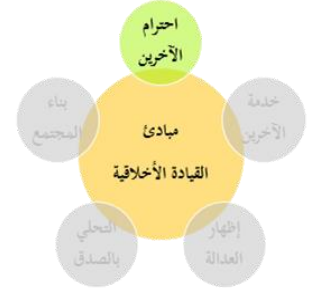 احترام
الآخرين
خدمة
الآخرين
إظهار
العدالة
التحلي
بالصدق
بناء
المجتمع
مبادئ
القيادة الأخلاقية